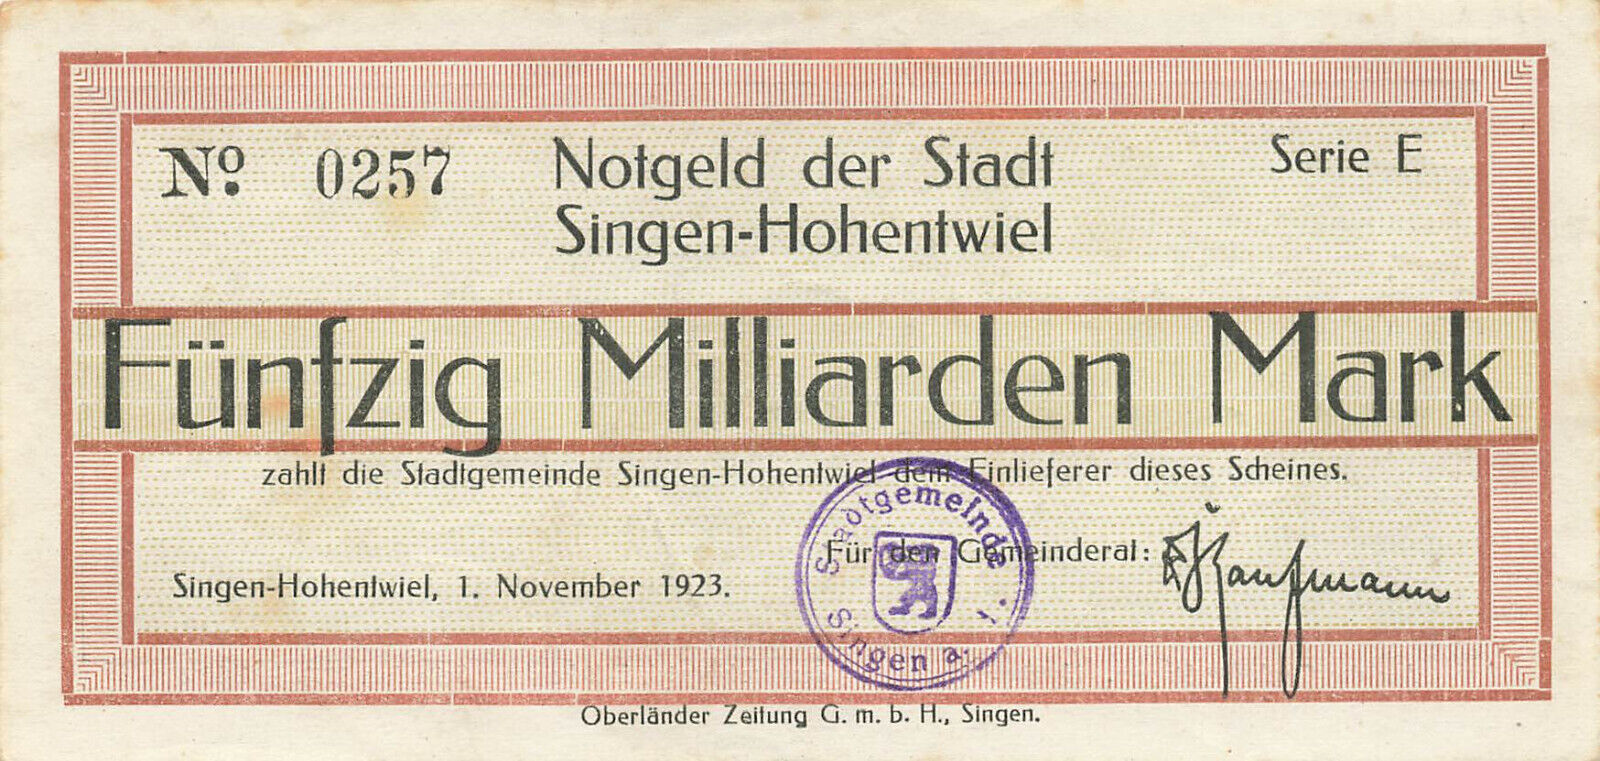 Nº. 0257
Notgeld der Stadt
Singen-Hohentwiel
Serie E
Fünfzig Milliarden Mark
zahlt die Stadtgemeinde Singen-Hohentwiel dem Einlieferer dieses Scheines.
Für den Gemeinderat:
Kaufmann
Singen-Hohentwiel, 1. November 1923.
Stadtgemeinde
Singen a. H.
Oberländer Zeitung G. m. b. H., Singen.